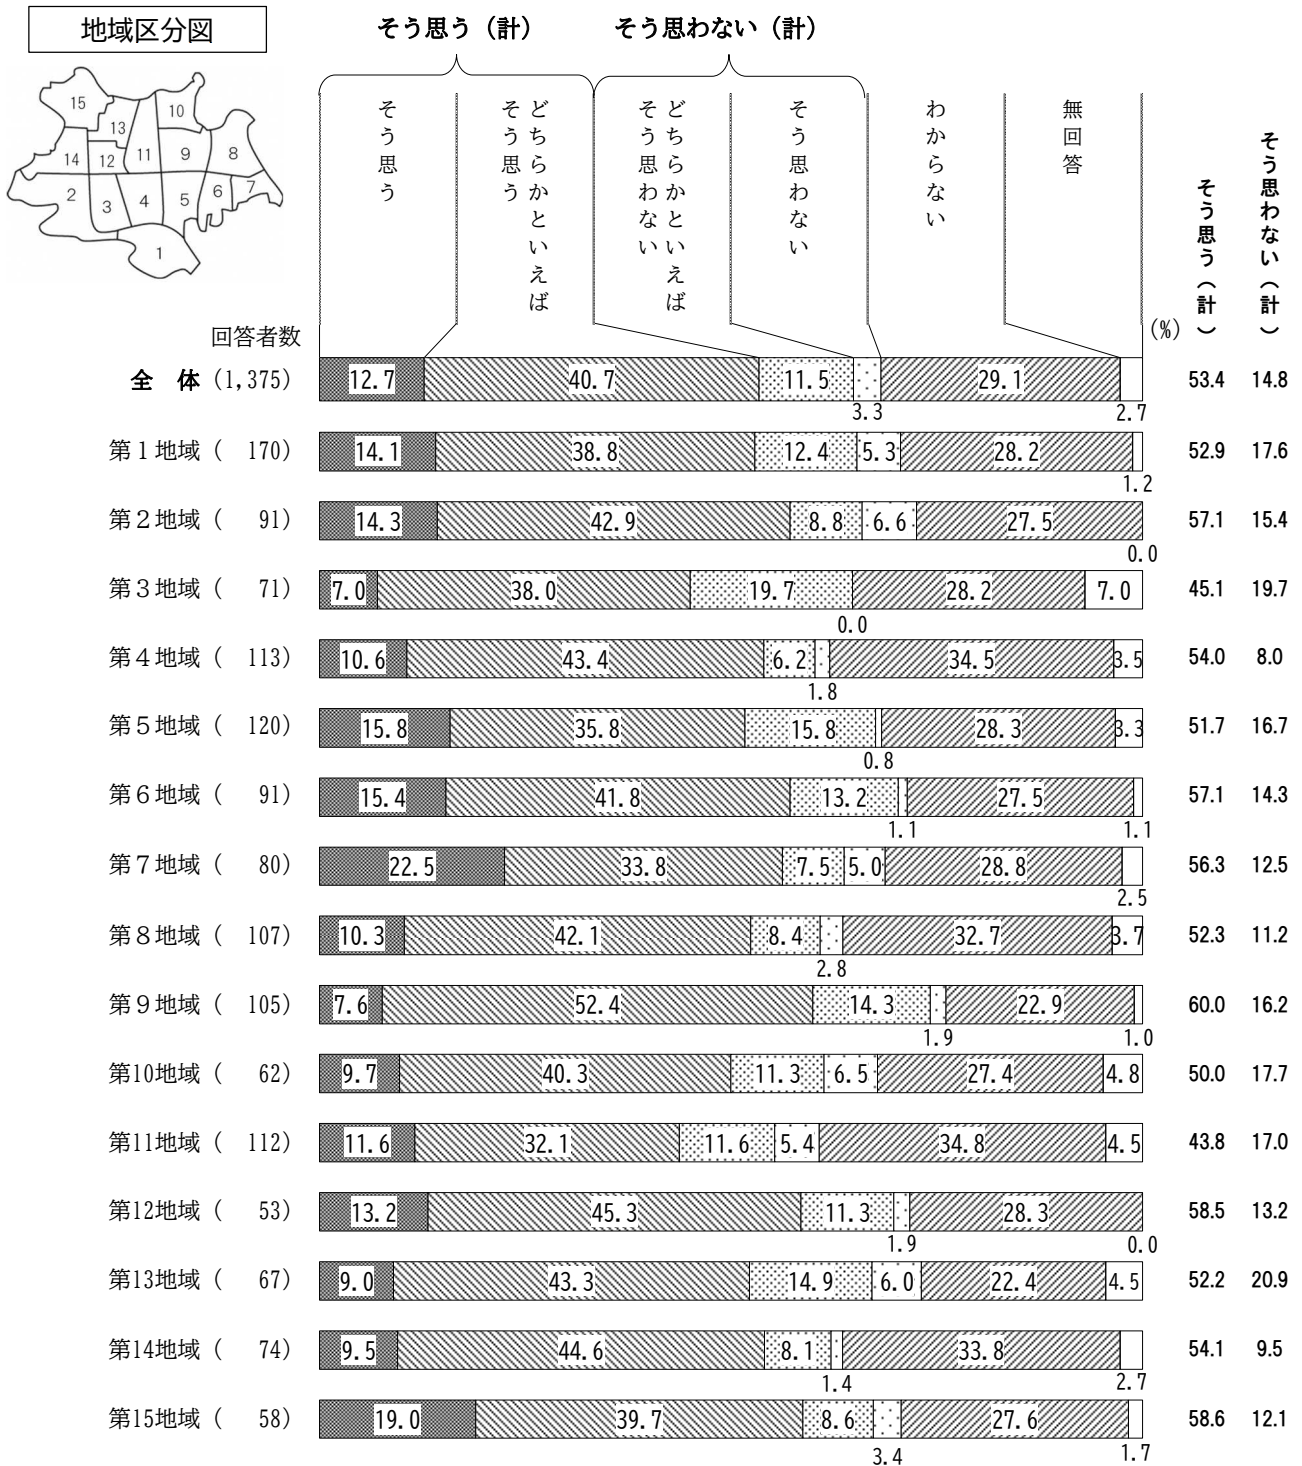 地域区分図
15
10
13
14
12
11
9
8
2
3
4
5
6
7
1
そう思う（計）
そう思わない（計）
そう思う
どちらかといえば
そう思う
どちらかといえば
そう思わない
そう思わない
わからない
無回答
そう思う（計）
そう思わない（計）
回答者数
(%)
全　体 (1,375) 12.7 40.7 11.5 3.3 29.1 2.7 53.4 14.8
第１地域 ( 170) 14.1 38.8 12.4 5.3 28.2 1.2 52.9 17.6
第２地域 ( 91) 14.3 42.9 8.8 6.6 27.5 0.0 57.1 15.4
第３地域 ( 71) 7.0 38.0 19.7 0.0 28.2 7.0 45.1 19.7
第４地域 ( 113) 10.6 43.4 6.2 1.8 34.5 3.5 54.0 8.0
第５地域 ( 120) 15.8 35.8 15.8 0.8 28.3 3.3 51.7 16.7
第６地域 ( 91) 15.4 41.8 13.2 1.1 27.5 1.1 57.1 14.3
第７地域 ( 80) 22.5 33.8 7.5 5.0 28.8 2.5 56.3 12.5
第８地域 ( 107) 10.3 42.1 8.4 2.8 32.7 3.7 52.3 11.2
第９地域 ( 105) 7.6 52.4 14.3 1.9 22.9 1.0 60.0 16.2
第10地域 ( 62) 9.7 40.3 11.3 6.5 27.4 4.8 50.0 17.7
第11地域 ( 112) 11.6 32.1 11.6 5.4 34.8 4.5 43.8 17.0
第12地域 ( 53) 13.2 45.3 11.3 1.9 28.3 0.0 58.5 13.2
第13地域 ( 67) 9.0 43.3 14.9 6.0 22.4 4.5 52.2 20.9
第14地域 ( 74) 9.5 44.6 8.1 1.4 33.8 2.7 54.1 9.5
第15地域 ( 58) 19.0 39.7 8.6 3.4 27.6 1.7 58.6 12.1